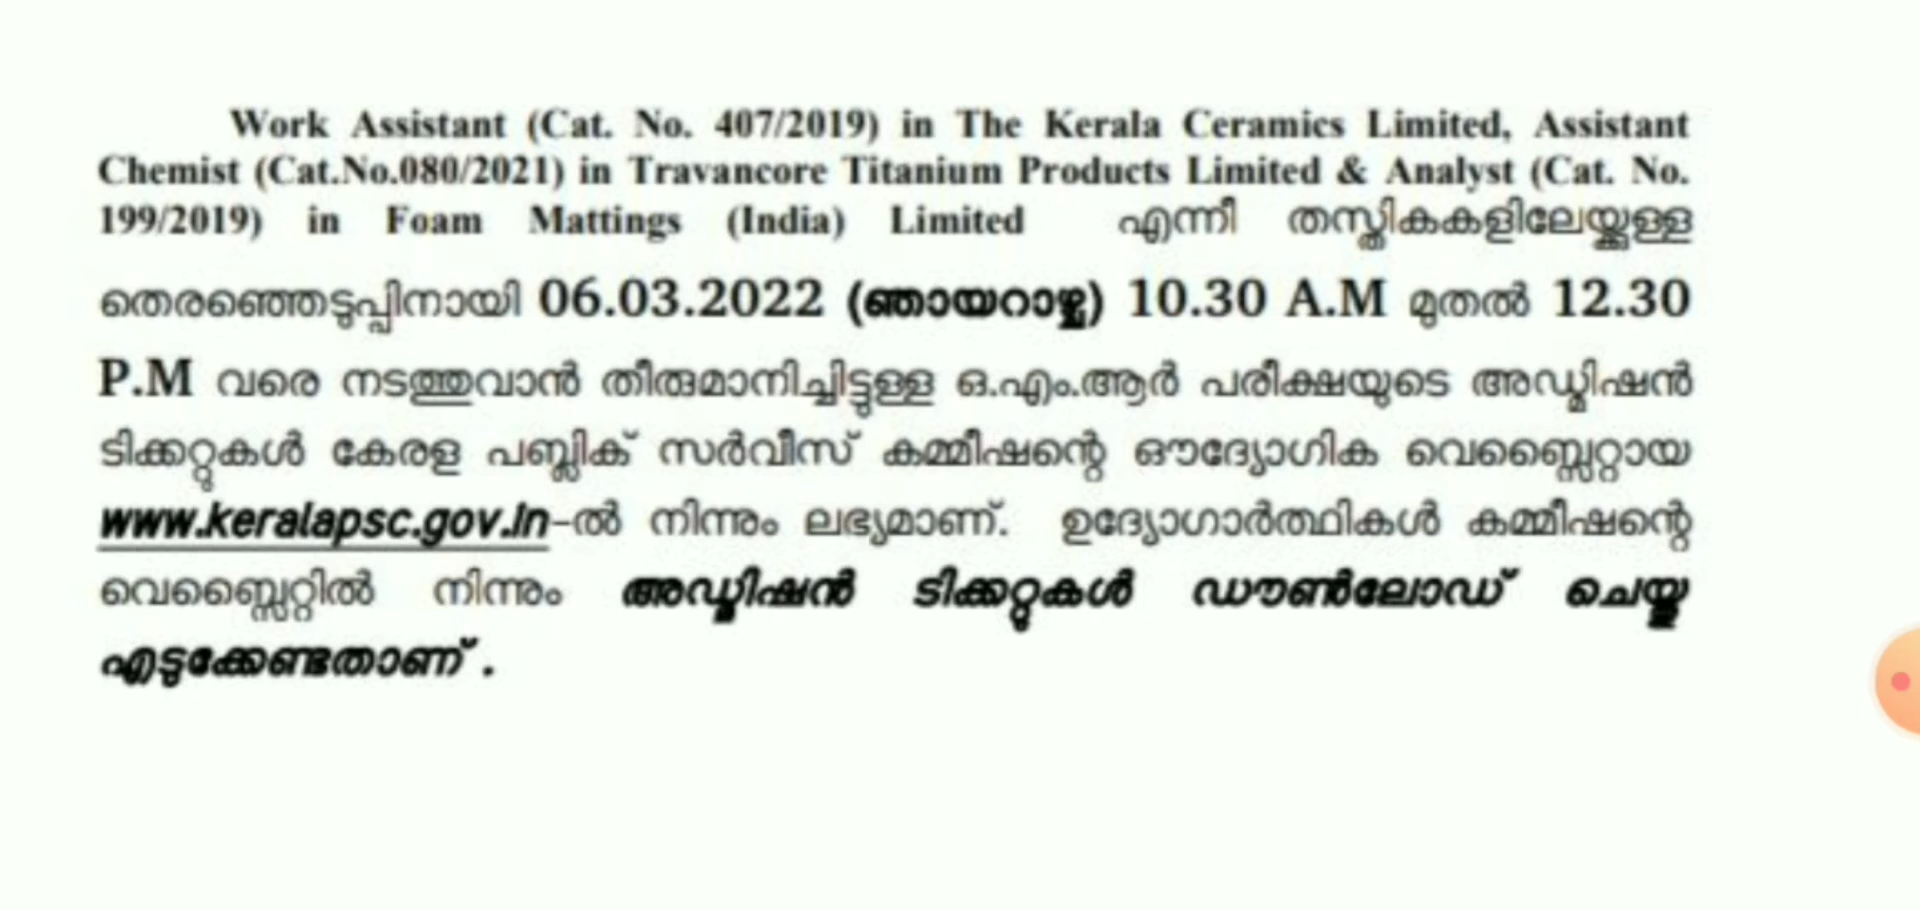 Work Assistant (Cat. No. 407/2019) in The Kerala Ceramics Limited, Assistant
Chemist (Cat.No.080/2021) in Travancore Titanium Products Limited & Analyst (Cat. No.
199/2019) in Foam Mattings (India) Limited എന്നീ തസ്തികകളിലേയ്ക്കുള്ള
തെരഞ്ഞെടുപ്പിനായി 06.03.2022 (ഞായറാഴ്ച) 10.30 A.M മുതൽ 12.30
P.M വരെ നടത്തുവാൻ തീരുമാനിച്ചിട്ടുള്ള ഒ.എം.ആർ പരീക്ഷയുടെ അഡ്മിഷൻ
ടിക്കറ്റുകൾ കേരള പബ്ലിക് സർവീസ് കമ്മീഷന്റെ ഔദ്യോഗിക വെബ്സൈറ്റായ
www.keralapsc.gov.in-ൽ നിന്നും ലഭ്യമാണ്. ഉദ്യോഗാർത്ഥികൾ കമ്മീഷന്റെ
വെബ്സൈറ്റിൽ നിന്നും അഡ്മിഷൻ ടിക്കറ്റുകൾ ഡൗൺലോഡ് ചെയ്തു
എടുക്കേണ്ടതാണ് .